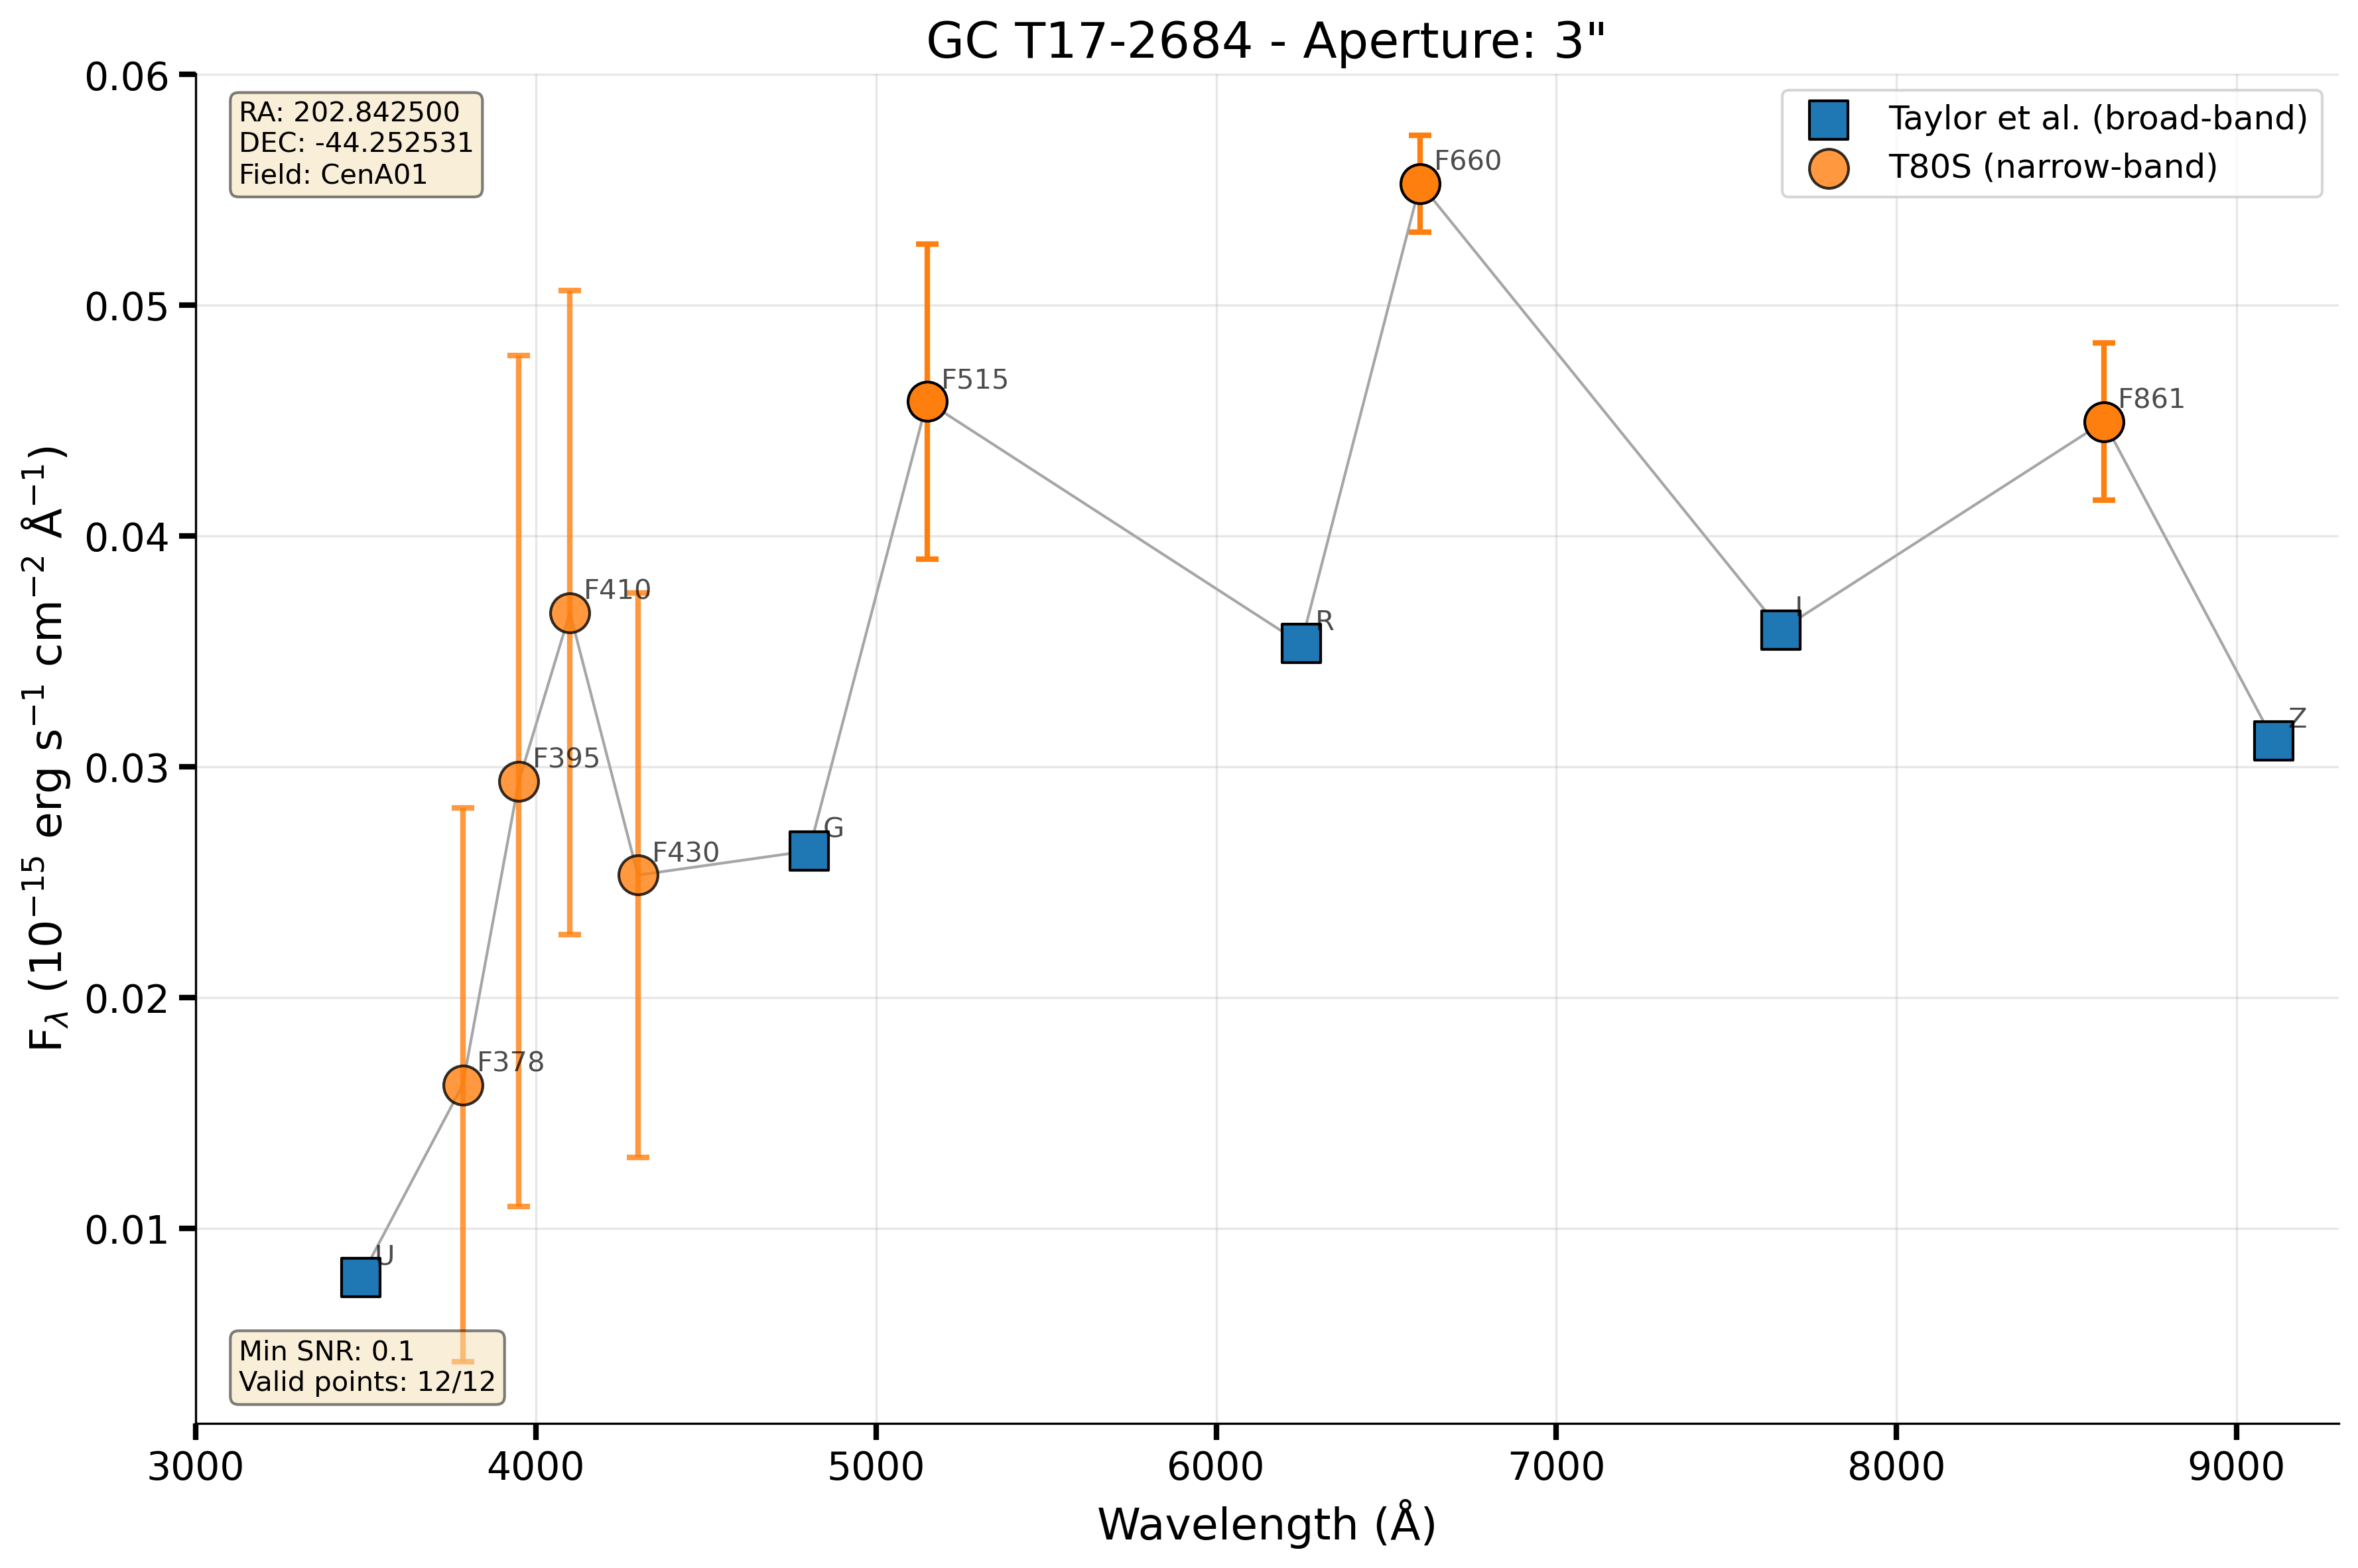 GC T17-2684 - Aperture: 3"
RA: 202.842500
DEC: -44.252531
Field: CenA01
Taylor et al. (broad-band)
T80S (narrow-band)
F660
F515
F861
F410
R
I
Z
F395
G
F430
F378
U
Min SNR: 0.1
Valid points: 12/12
0.06
0.05
0.04
0.03
0.02
0.01
F$_{λ}$ (10⁻¹⁵ erg s⁻¹ cm⁻² Å⁻¹)
3000 4000 5000 6000 7000 8000 9000
Wavelength (Å)